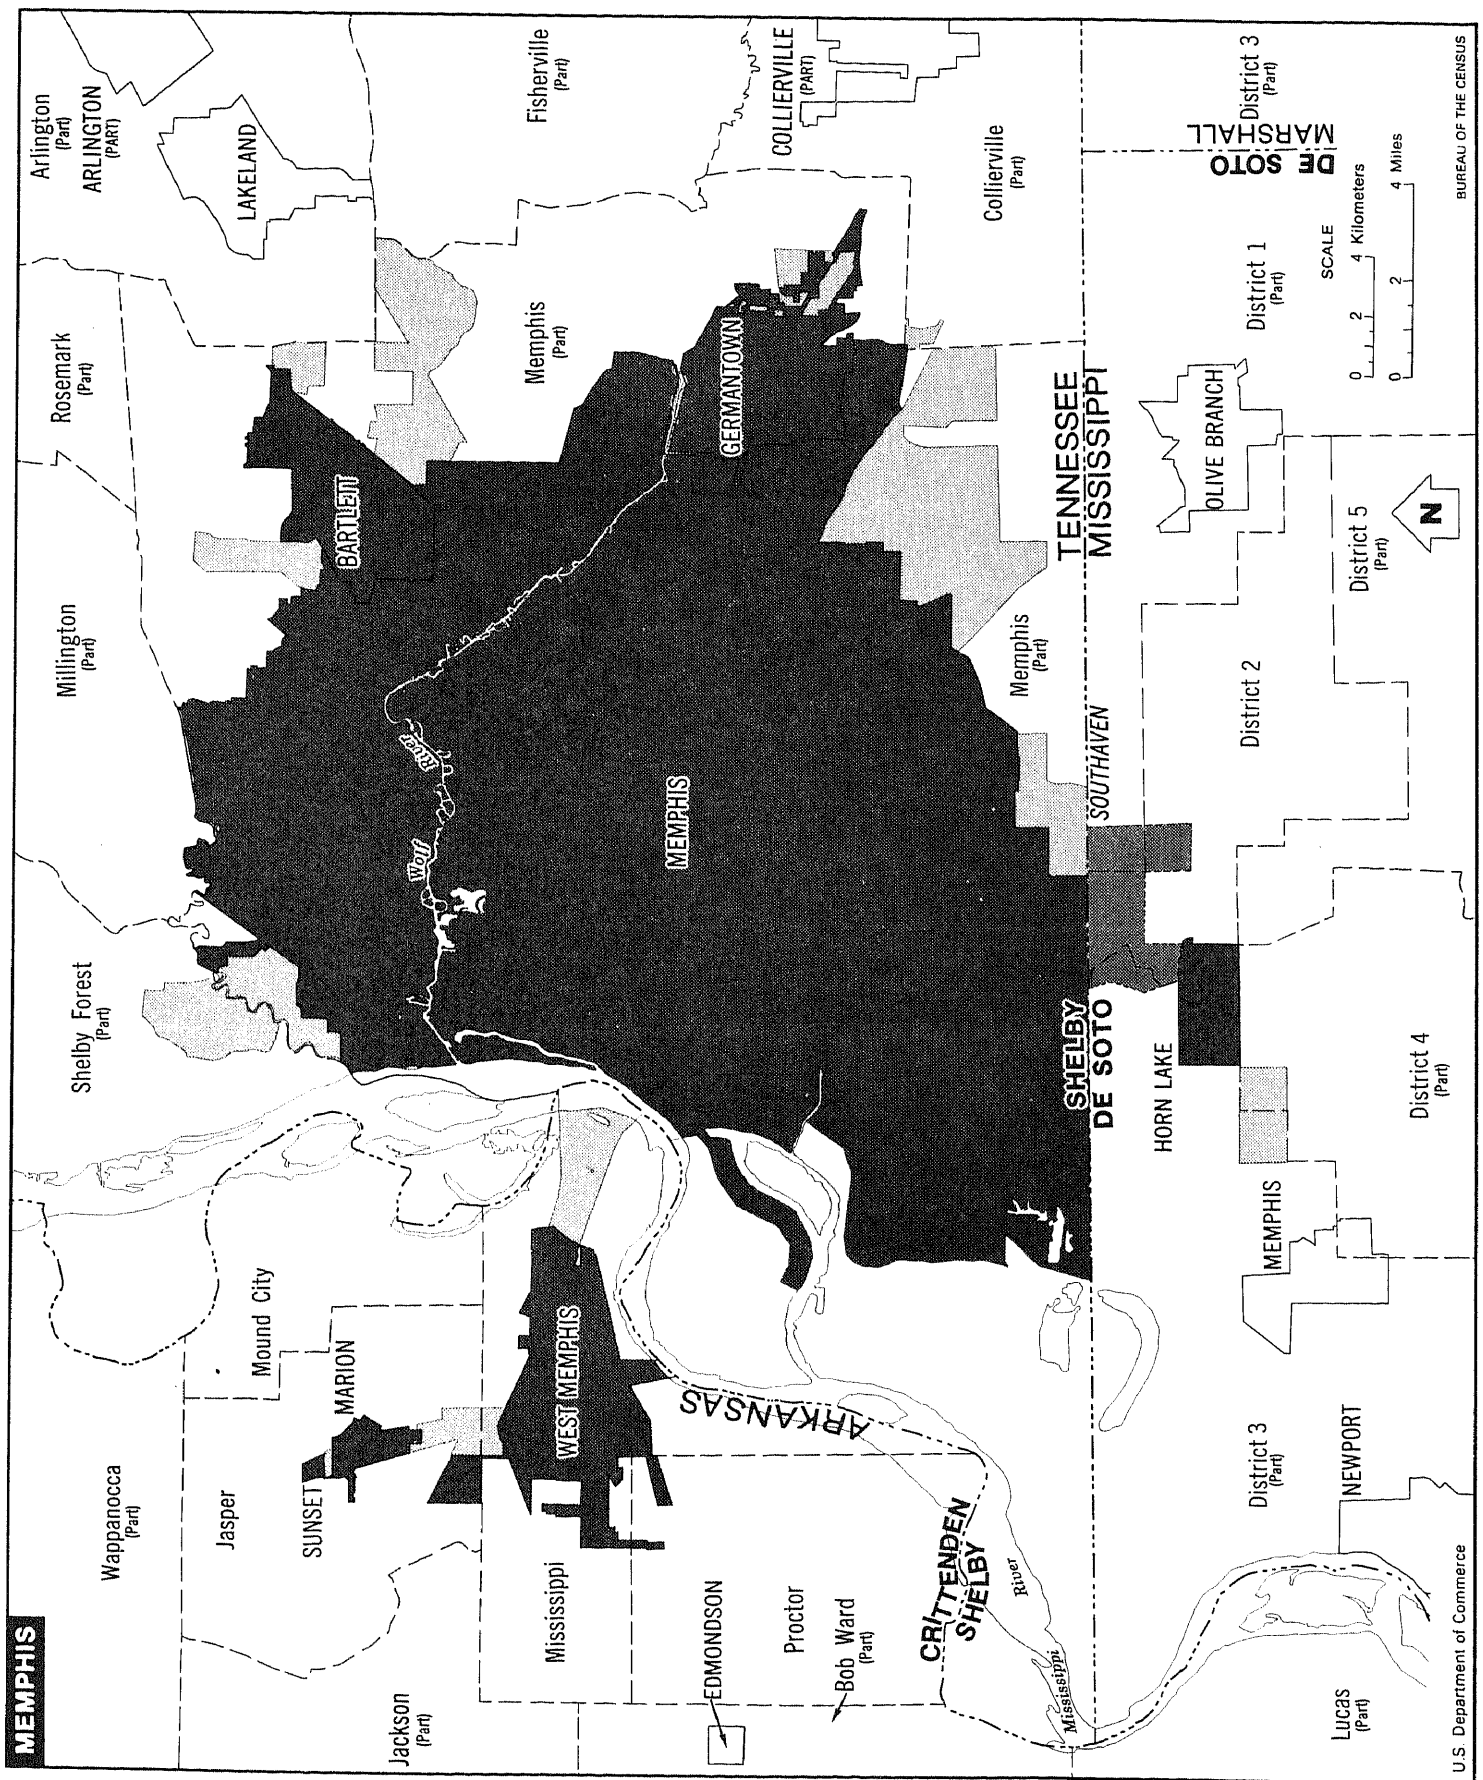 MEMPHIS
Arlington
(Part)
ARLINGTON
(PART)
LAKELAND
Fisherville
(Part)
COLLIERVILLE
(PART)
Collierville
(Part)
District 3
(Part)
MARSHALL
DE SOTO
Rosemark
(Part)
Memphis
(Part)
GERMANTOWN
TENNESSEE
MISSISSIPPI
District 1
(Part)
SCALE
0 2 4 Kilometers
0 2 4 Miles
OLIVE BRANCH
Millington
(Part)
BARTLETT
Memphis
(Part)
District 5
(Part)
N
Wolf
River
MEMPHIS
SOUTHAVEN
District 2
Shelby Forest
(Part)
SHELBY
DE SOTO
HORN LAKE
District 4
(Part)
Mound City
MARION
WEST MEMPHIS
ARKANSAS
MEMPHIS
Wappanocca
(Part)
Jasper
SUNSET
Mississippi
CRITTENDEN
SHELBY
District 3
(Part)
NEWPORT
Jackson
(Part)
EDMONDSON
Proctor
Bob Ward
(Part)
Mississippi
River
Lucas
(Part)
U.S. Department of Commerce
BUREAU OF THE CENSUS